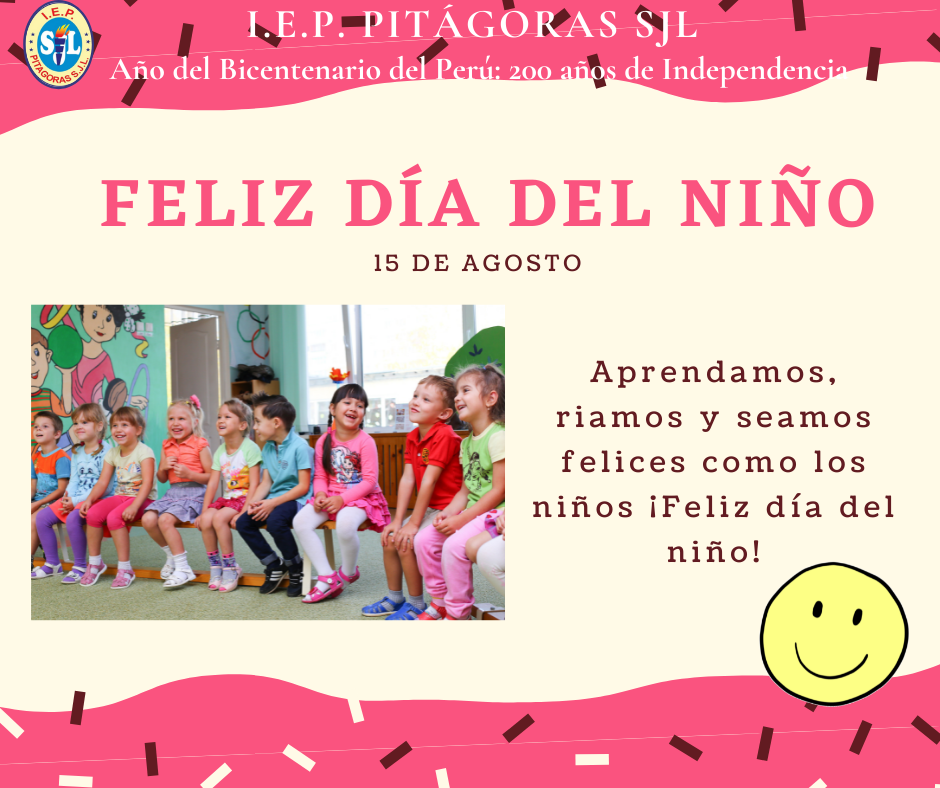 I.E.P. PITÁGORAS SJL
Año del Bicentenario del Perú: 200 años de Independencia
I.E.P.
SJL
PITAGORAS S.J.L.
FELIZ DÍA DEL NIÑO
15 DE AGOSTO
Aprendamos,
riamos y seamos
felices como los
niños ¡Feliz día del
niño!